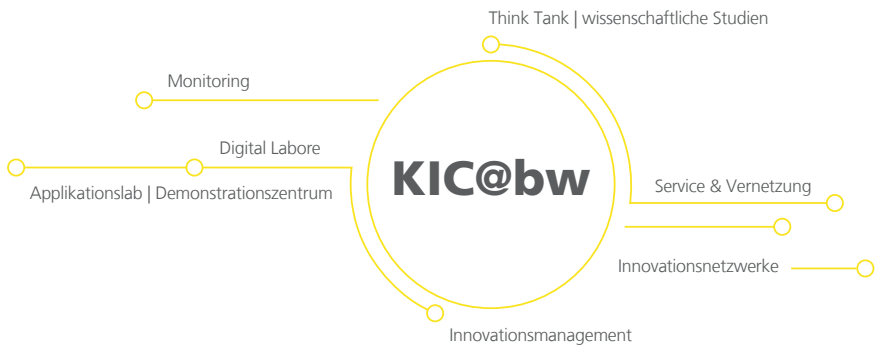 Think Tank | wissenschaftliche Studien
Monitoring
Digital Labore
KIC@bw
Applikationslab | Demonstrationszentrum
Service & Vernetzung
Innovationsnetzwerke
Innovationsmanagement